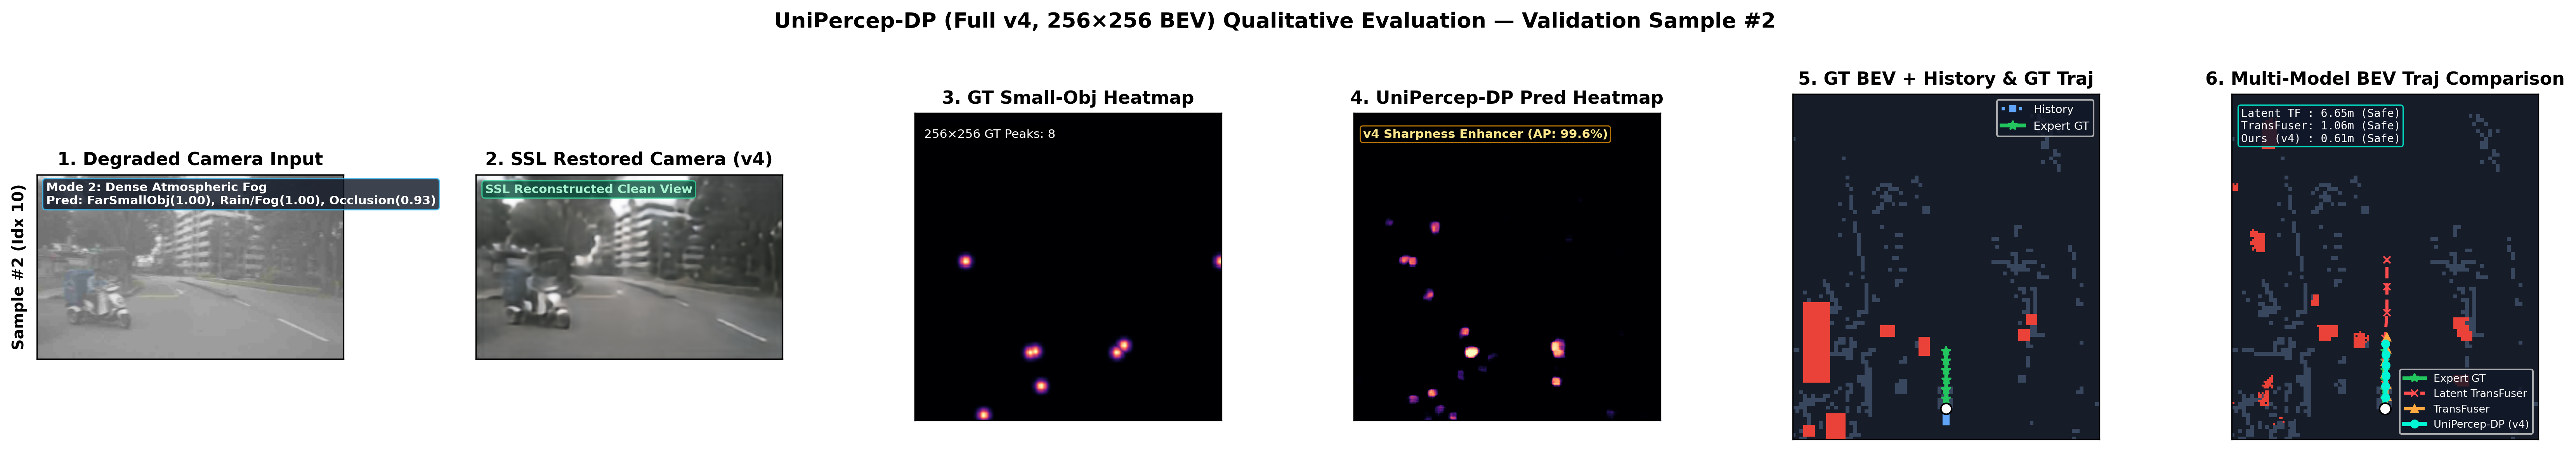 UniPercep-DP (Full v4, 256×256 BEV) Qualitative Evaluation — Validation Sample #2
Sample #2 (Idx 10)
1. Degraded Camera Input
Mode 2: Dense Atmospheric Fog
Pred: FarSmallObj(1.00), Rain/Fog(1.00), Occlusion(0.93)
2. SSL Restored Camera (v4)
SSL Reconstructed Clean View
3. GT Small-Obj Heatmap
256×256 GT Peaks: 8
4. UniPercep-DP Pred Heatmap
v4 Sharpness Enhancer (AP: 99.6%)
5. GT BEV + History & GT Traj
History
Expert GT
6. Multi-Model BEV Traj Comparison
Latent TF : 6.65m (Safe)
TransFuser: 1.06m (Safe)
Ours (v4) : 0.61m (Safe)
Expert GT
Latent TransFuser
TransFuser
UniPercep-DP (v4)